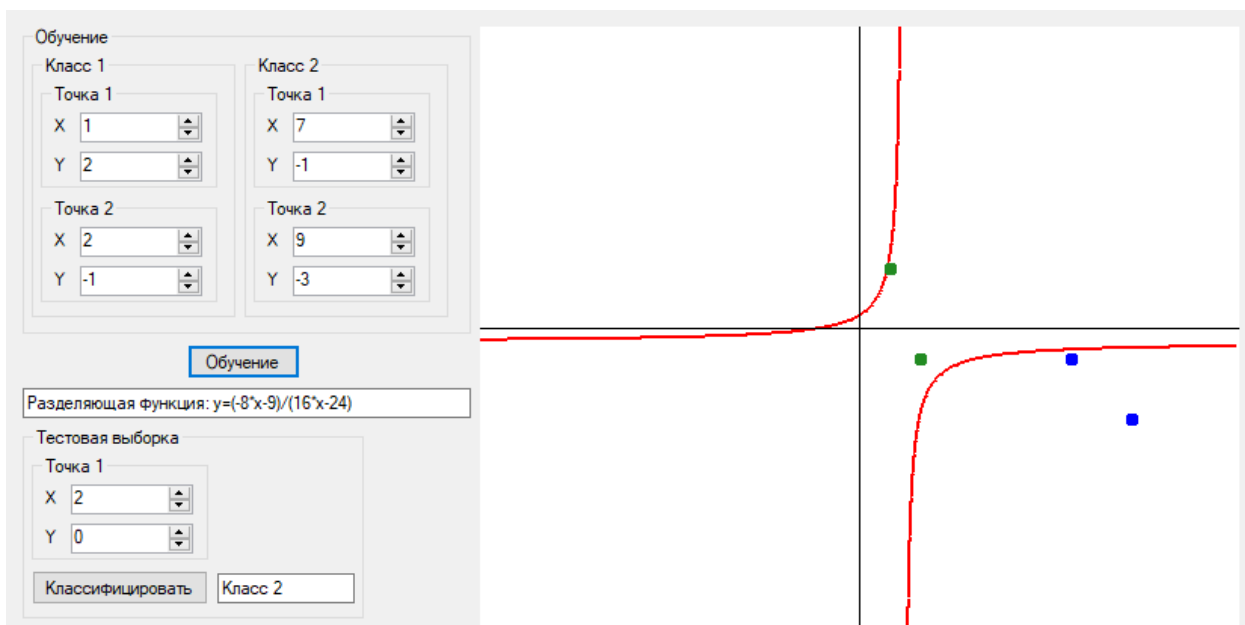 Обучение
Класс 1
Класс 2
Точка 1
Точка 1
X 1
X 7
Y 2
Y -1
Точка 2
Точка 2
X 2
X 9
Y -1
Y -3
Обучение
Разделяющая функция: y=(-8*x-9)/(16*x-24)
Тестовая выборка
Точка 1
X 2
Y 0
Классифицировать
Класс 2